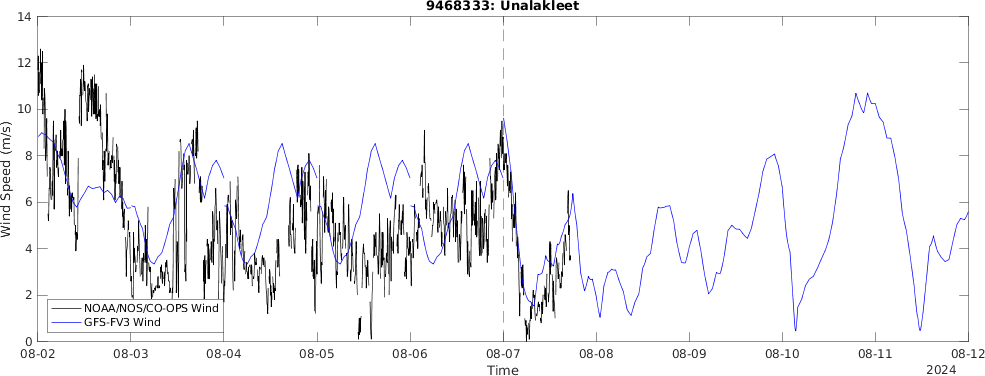 9468333: Unalakleet
14
12
10
8
6
4
2
0
Wind Speed (m/s)
NOAA/NOS/CO-OPS Wind
GFS-FV3 Wind
08-02 08-03 08-04 08-05 08-06 08-07 08-08 08-09 08-10 08-11 08-12
Time
2024